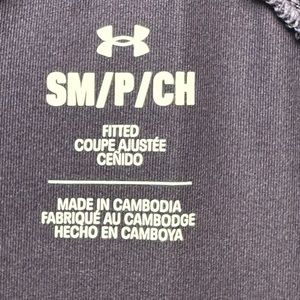 SM/P/CH
FITTED
COUPE AJUSTÉE
CEÑIDO
MADE IN CAMBODIA
FABRIQUÉ AU CAMBODGE
HECHO EN CAMBOYA